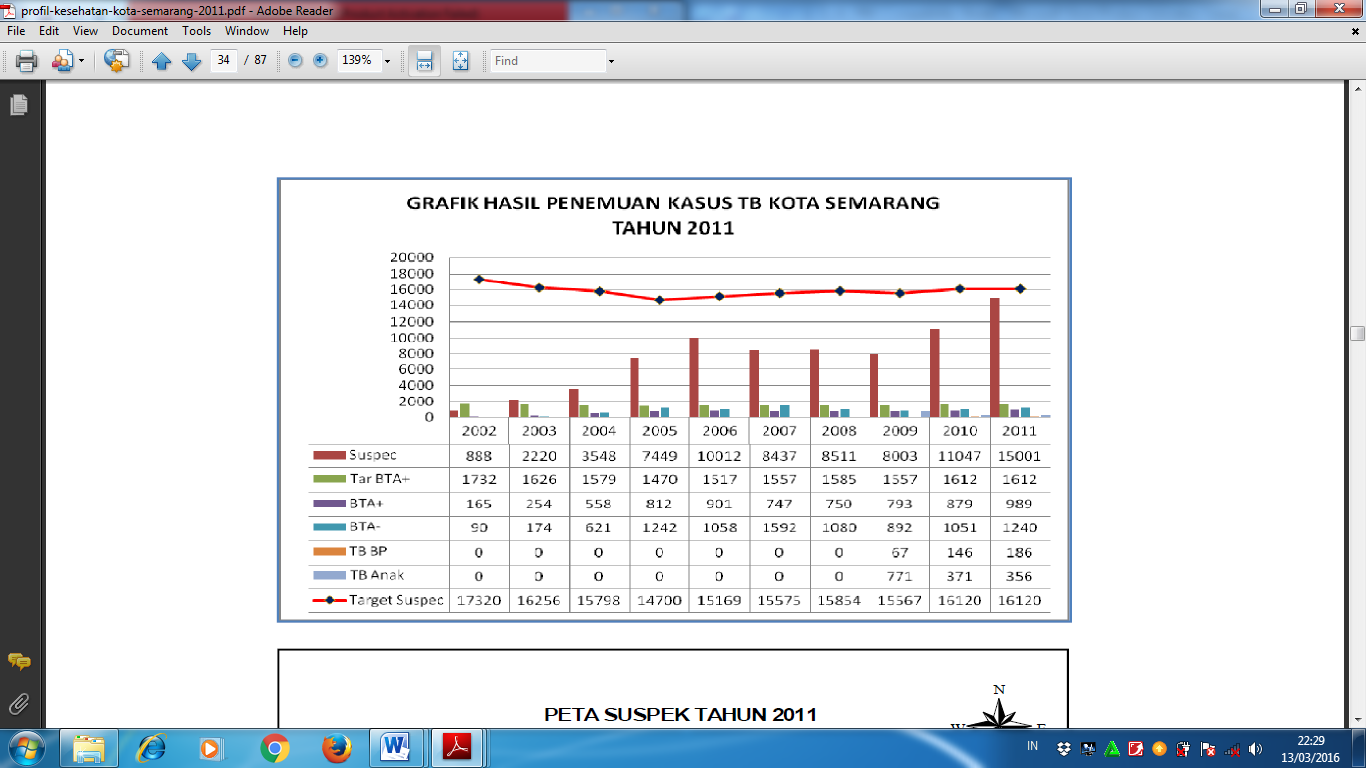 profil-kesehatan-kota-semarang-2011.pdf - Adobe Reader
File Edit View Document Tools Window Help
34 / 87 139% Find
GRAFIK HASIL PENEMUAN KASUS TB KOTA SEMARANG
TAHUN 2011
20000
18000
16000
14000
12000
10000
8000
6000
4000
2000
0
2002 2003 2004 2005 2006 2007 2008 2009 2010 2011
Suspec 888 2220 3548 7449 10012 8437 8511 8003 11047 15001
Tar BTA+ 1732 1626 1579 1470 1517 1557 1585 1557 1612 1612
BTA+ 165 254 558 812 901 747 750 793 879 989
BTA- 90 174 621 1242 1058 1592 1080 892 1051 1240
TB BP 0 0 0 0 0 0 0 67 146 186
TB Anak 0 0 0 0 0 0 0 771 371 356
Target Suspec 17320 16256 15798 14700 15169 15575 15854 15567 16120 16120
N
PETA SUSPEK TAHUN 2011
W E
IN
22:29
13/03/2016